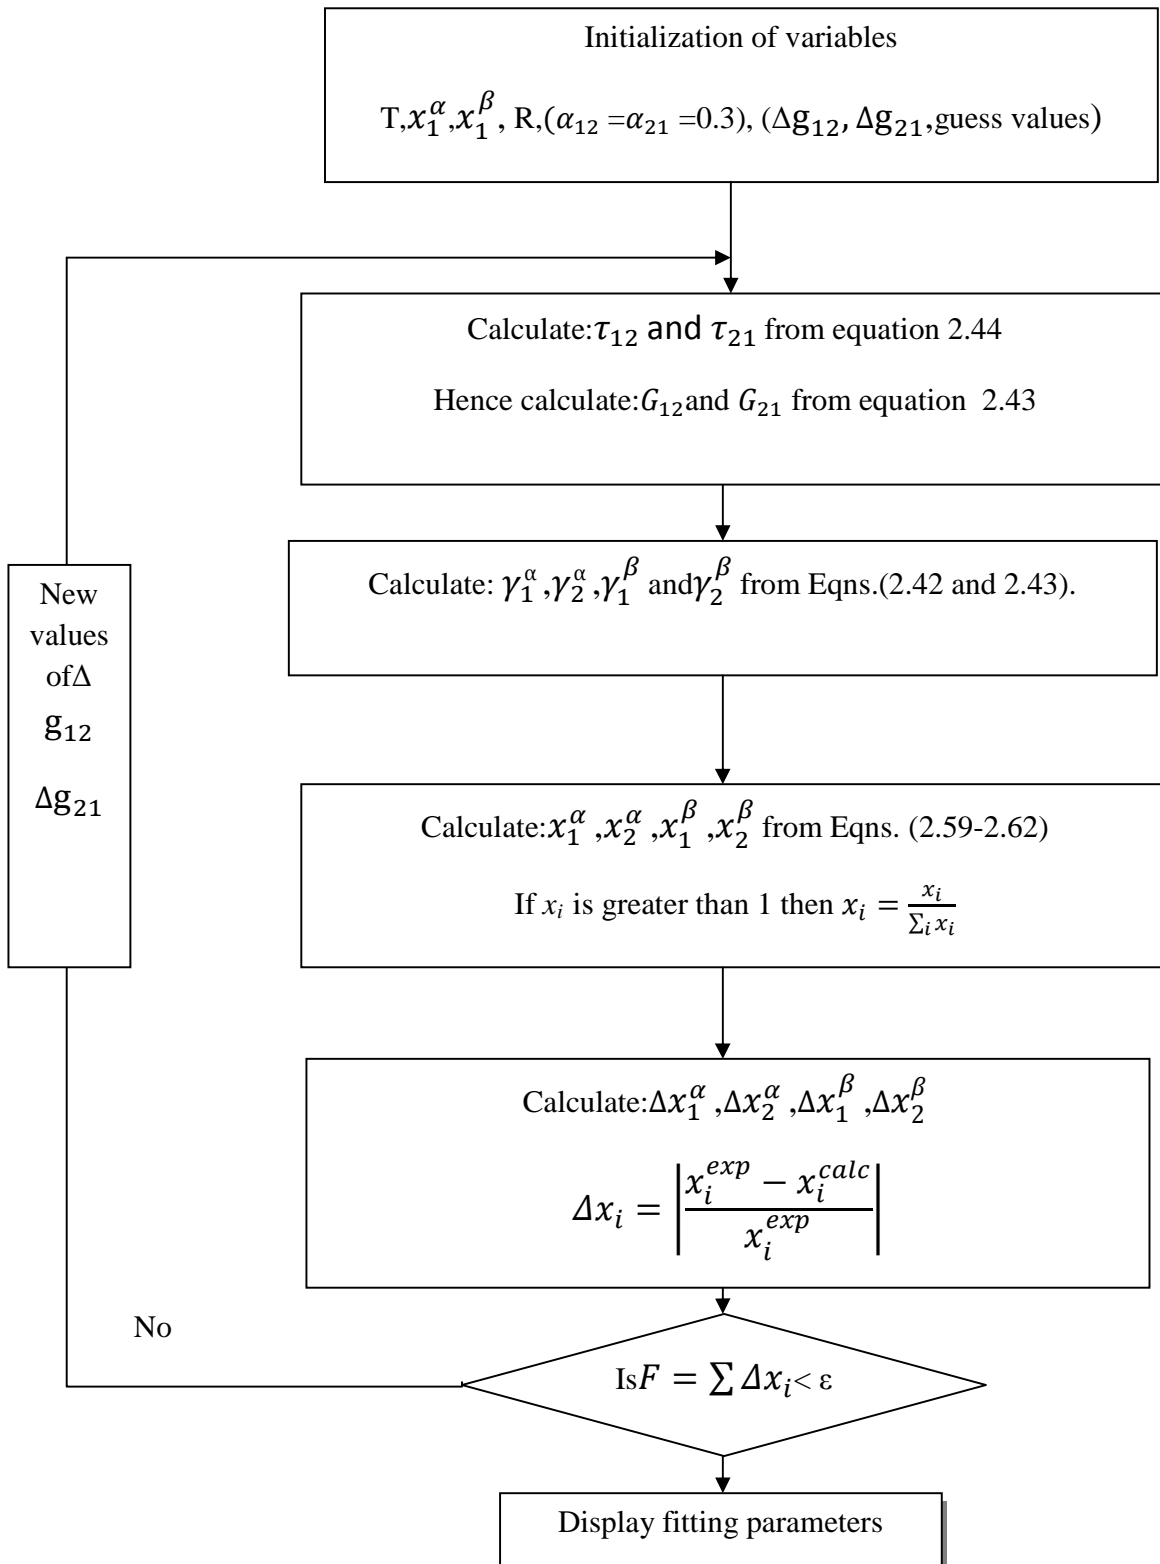 Initialization of variables
T,𝑥₁^α,𝑥₁^β, R,(α₁₂ =α₂₁ =0.3), (Δg₁₂, Δg₂₁,guess values)
Calculate:τ₁₂ and τ₂₁ from equation 2.44
Hence calculate:G₁₂and G₂₁ from equation 2.43
Calculate: γ₁^α,γ₂^α,γ₁^β andγ₂^β from Eqns.(2.42 and 2.43).
New
values
ofΔ
g₁₂
Δg₂₁
Calculate:x₁^α ,x₂^α ,x₁^β ,x₂^β from Eqns. (2.59-2.62)
If xᵢ is greater than 1 then xᵢ = xᵢ / ∑ᵢ xᵢ
Calculate:Δx₁^α ,Δx₂^α ,Δx₁^β ,Δx₂^β
Δxᵢ = |(xᵢ^exp − xᵢ^calc) / xᵢ^exp|
No
IsF = ∑ Δxᵢ< ε
Display fitting parameters